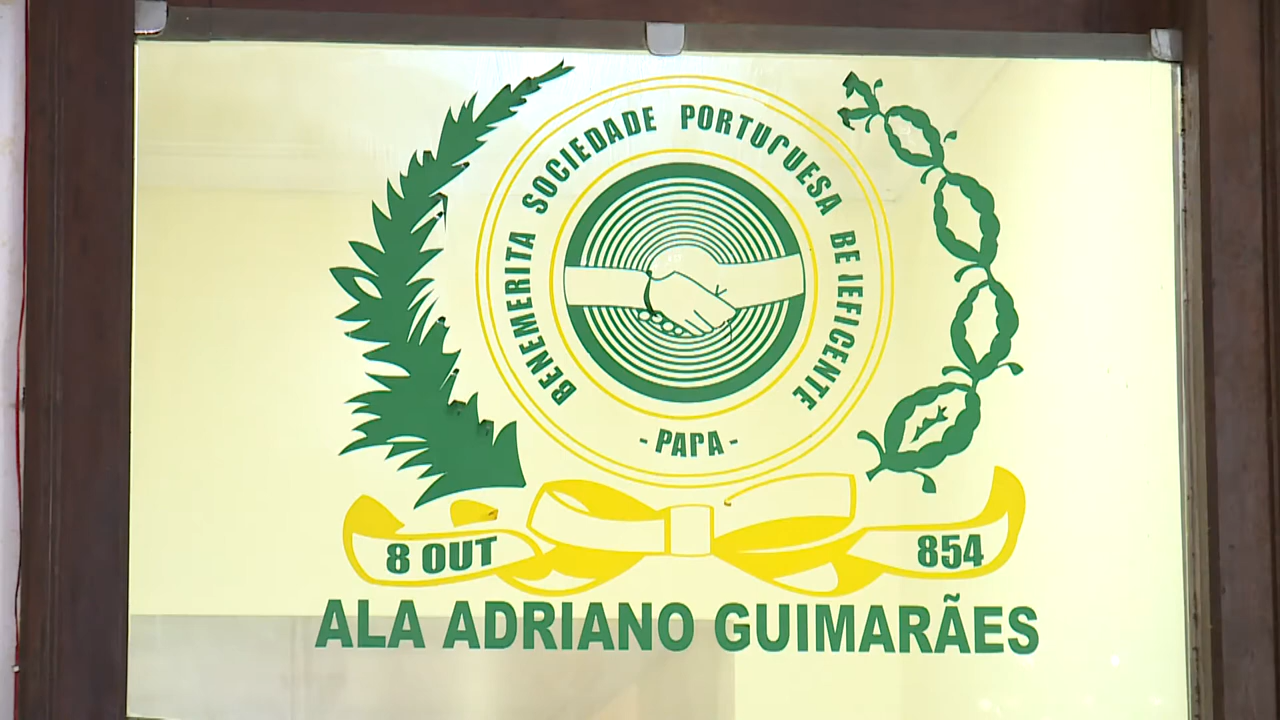 BENEMERITA SOCIEDADE PORTUGUESA BENEFICENTE
- PARA -
8 OUT 854
ALA ADRIANO GUIMARÃES